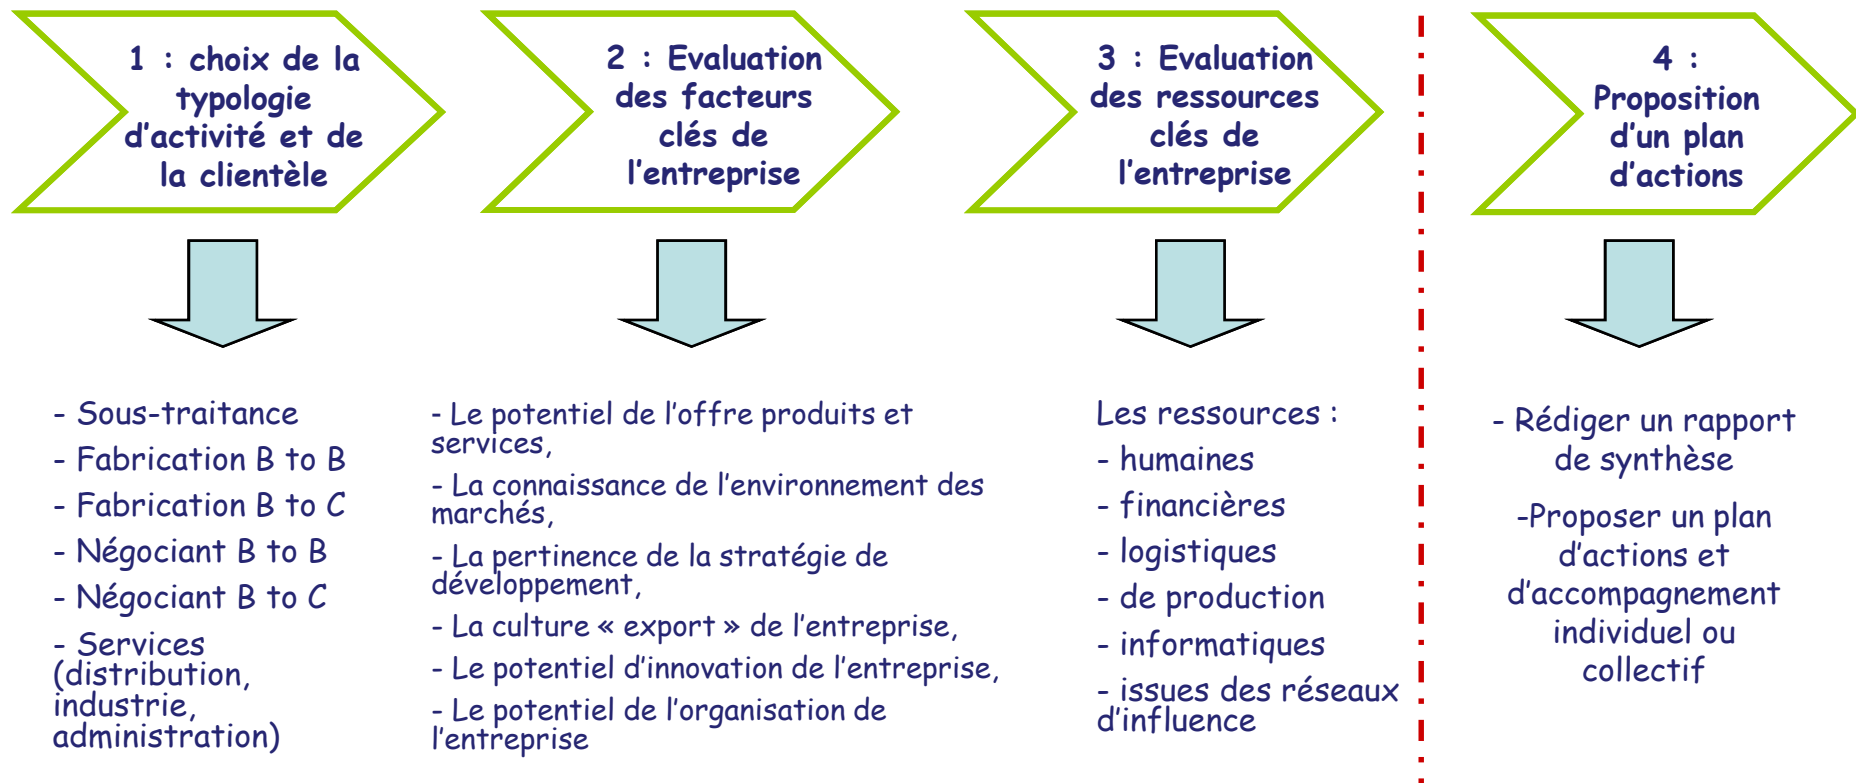 1 : choix de la
typologie
d'activité et de
la clientèle
2 : Evaluation
des facteurs
clés de
l'entreprise
3 : Evaluation
des ressources
clés de
l'entreprise
4 :
Proposition
d'un plan
d'actions
- Sous-traitance
- Fabrication B to B
- Fabrication B to C
- Négociant B to B
- Négociant B to C
- Services
(distribution,
industrie,
administration)
- Le potentiel de l'offre produits et
services,
- La connaissance de l'environnement des
marchés,
- La pertinence de la stratégie de
développement,
- La culture « export » de l'entreprise,
- Le potentiel d'innovation de l'entreprise,
- Le potentiel de l'organisation de
l'entreprise
Les ressources :
- humaines
- financières
- logistiques
- de production
- informatiques
- issues des réseaux
d'influence
- Rédiger un rapport
de synthèse
-Proposer un plan
d'actions et
d'accompagnement
individuel ou
collectif